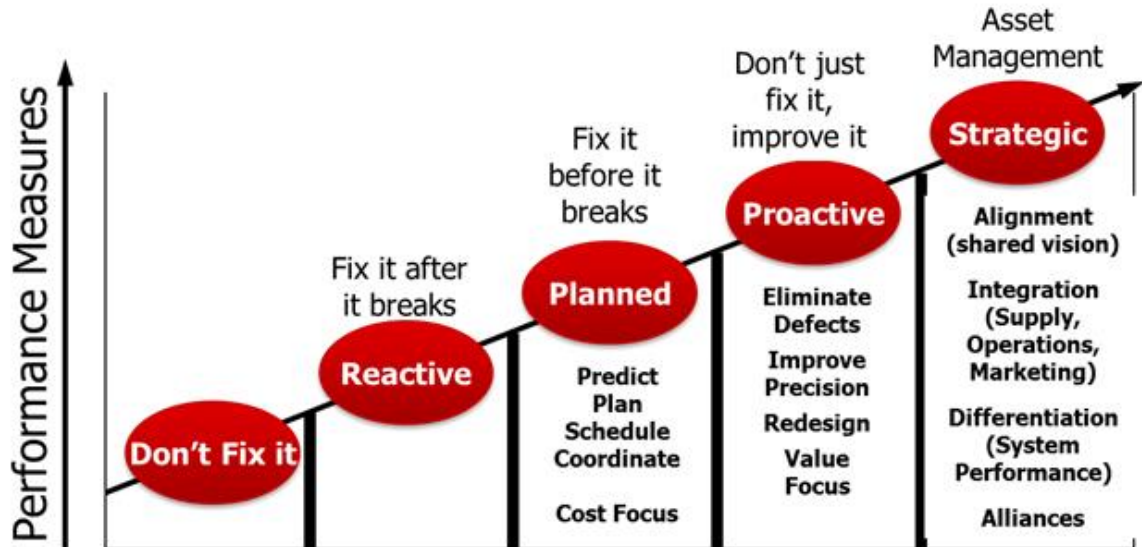 Performance Measures
Don't Fix it
Fix it after
it breaks
Reactive
Fix it
before it
breaks
Planned
Predict
Plan
Schedule
Coordinate
Cost Focus
Don't just
fix it,
improve it
Proactive
Eliminate
Defects
Improve
Precision
Redesign
Value
Focus
Asset
Management
Strategic
Alignment
(shared vision)
Integration
(Supply,
Operations,
Marketing)
Differentiation
(System
Performance)
Alliances